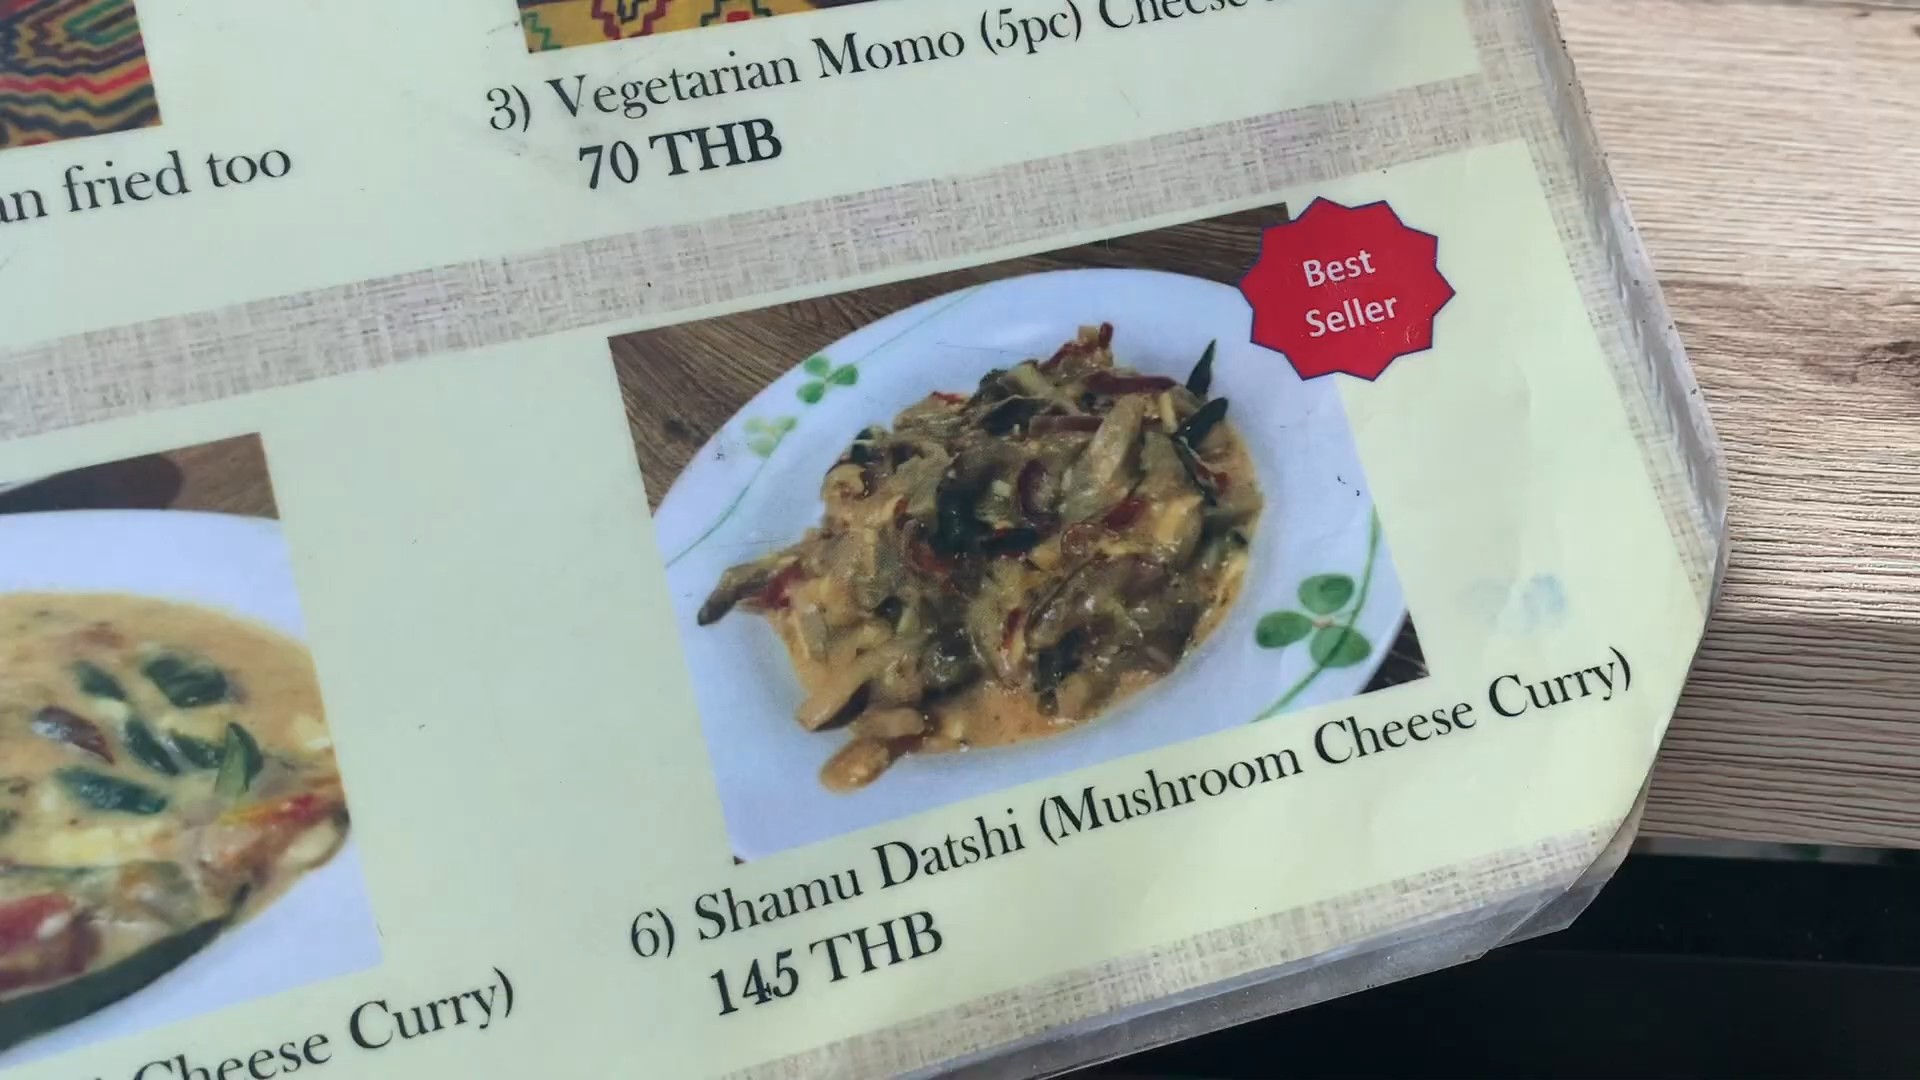 3) Vegetarian Momo (5pc) Cheese
70 THB
fried too
Best
Seller
Cheese Curry)
6) Shamu Datshi (Mushroom Cheese Curry)
145 THB